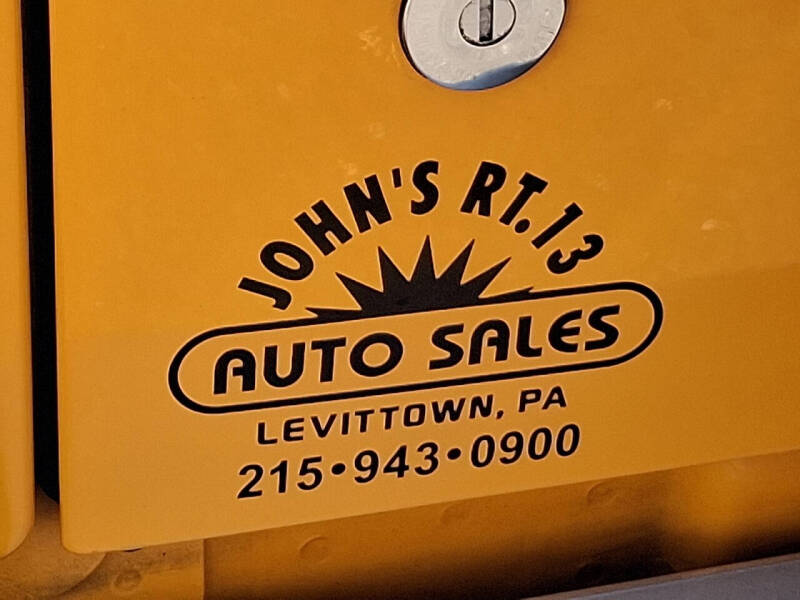 JOHN'S RT.13
AUTO SALES
LEVITTOWN, PA
215•943•0900